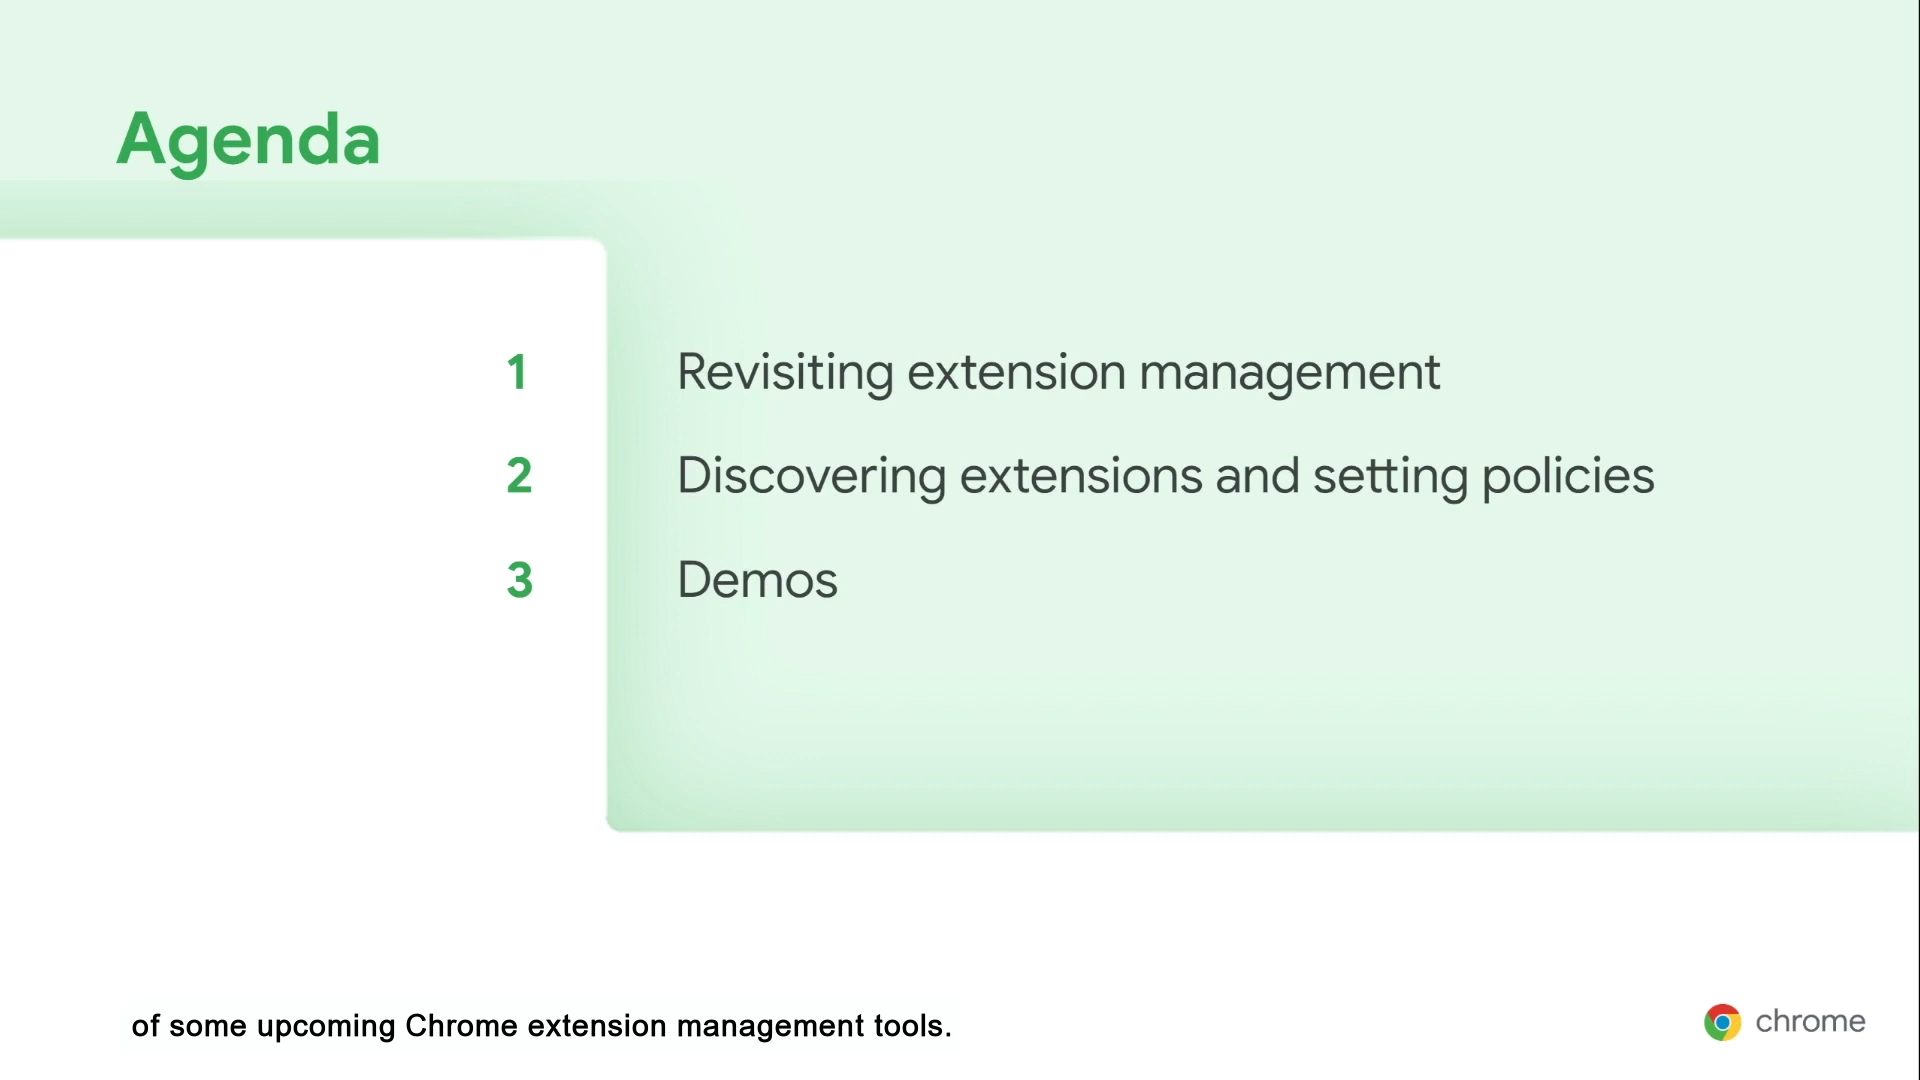 Agenda
1 Revisiting extension management
2 Discovering extensions and setting policies
3 Demos
of some upcoming Chrome extension management tools.
chrome